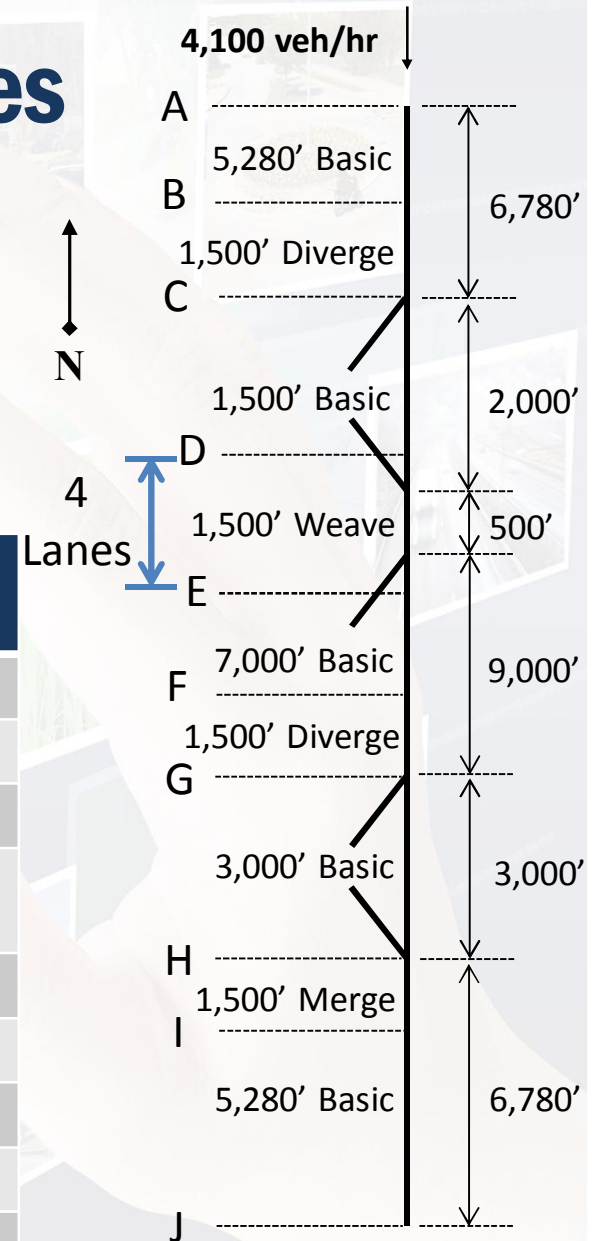 4,100 veh/hr
es
A
5,280’ Basic
6,780’
B
1,500’ Diverge
C
N
1,500’ Basic
2,000’
D
4
Lanes
1,500’ Weave
500’
E
7,000’ Basic
9,000’
F
1,500’ Diverge
G
3,000’ Basic
3,000’
H
1,500’ Merge
I
5,280’ Basic
6,780’
J